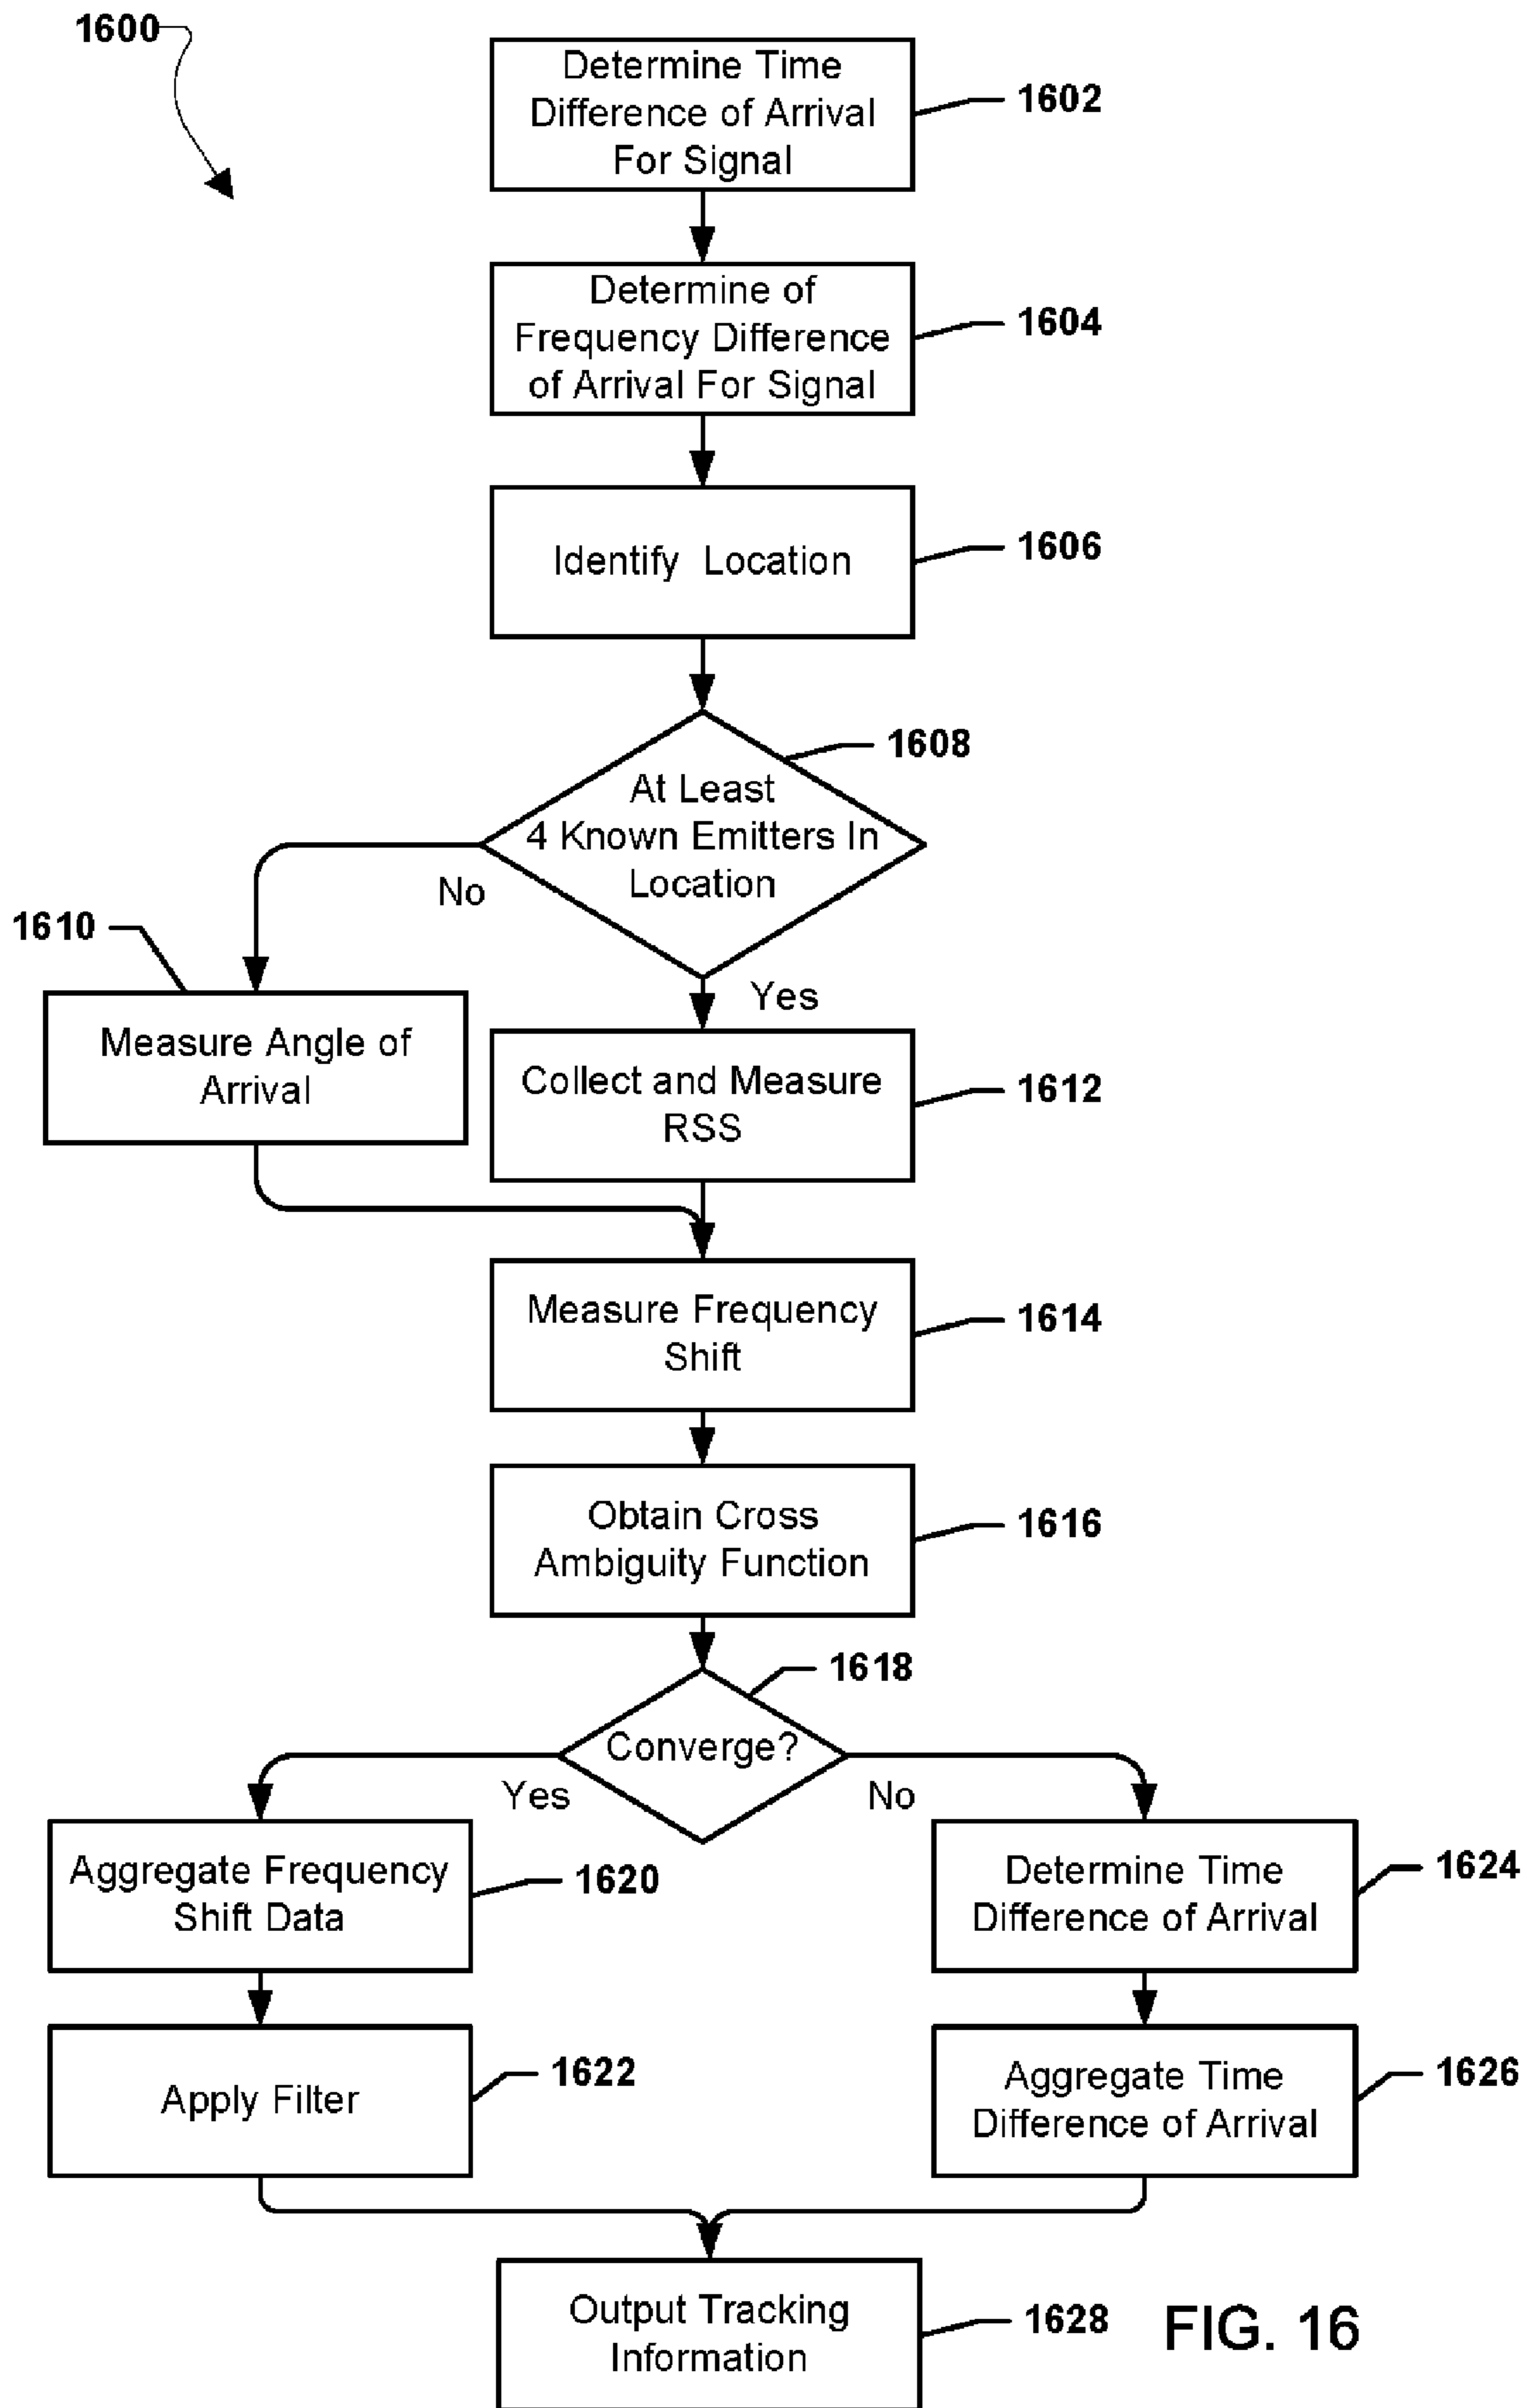 1600
Determine Time
Difference of Arrival
For Signal
1602
Determine of
Frequency Difference
of Arrival For Signal
1604
Identify Location
1606
At Least
4 Known Emitters In
Location
1608
No
Yes
1610
Measure Angle of
Arrival
Collect and Measure
RSS
1612
Measure Frequency
Shift
1614
Obtain Cross
Ambiguity Function
1616
Converge?
1618
Yes
No
Aggregate Frequency
Shift Data
1620
Determine Time
Difference of Arrival
1624
Apply Filter
1622
Aggregate Time
Difference of Arrival
1626
Output Tracking
Information
1628
FIG. 16